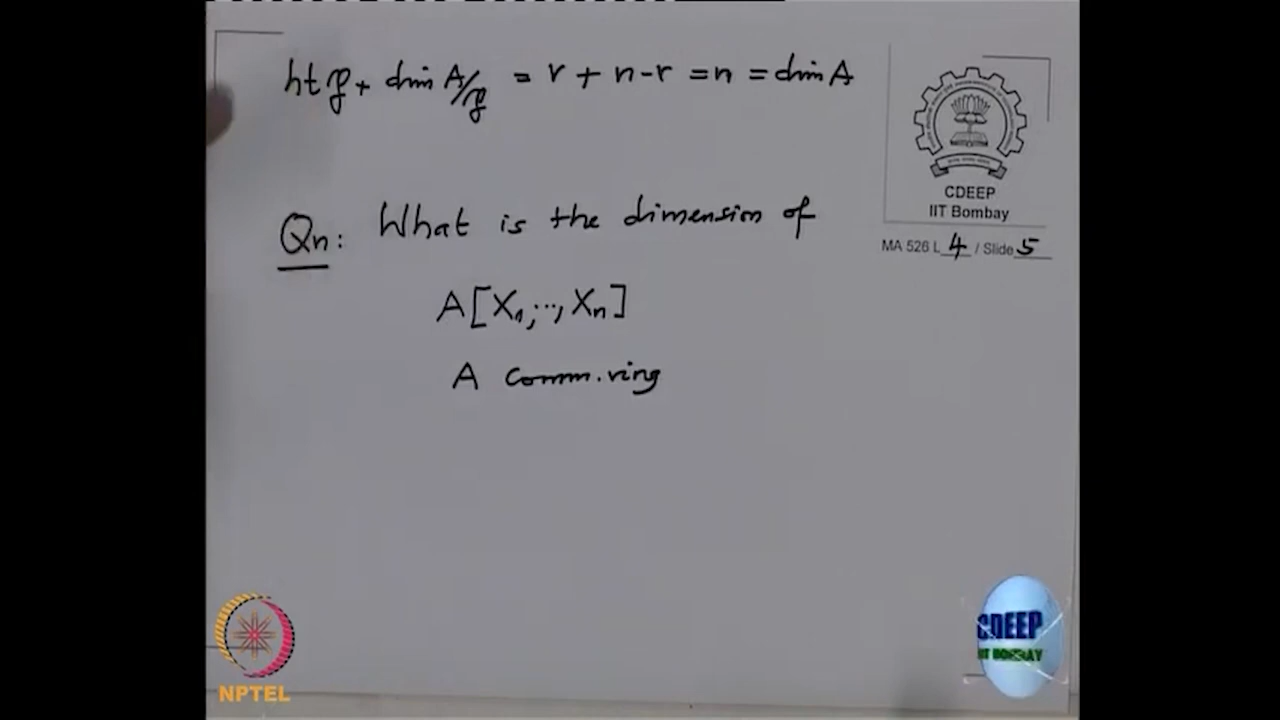 ht 𝔭 + dim A/𝔭 = r + n-r = n = dim A
CDEEP
IIT Bombay
MA 526 L 4 / Slide 5
Qn: What is the dimension of
A[X₁,...,Xₙ]
A comm. ring
CDEEP
IIT BOMBAY
NPTEL